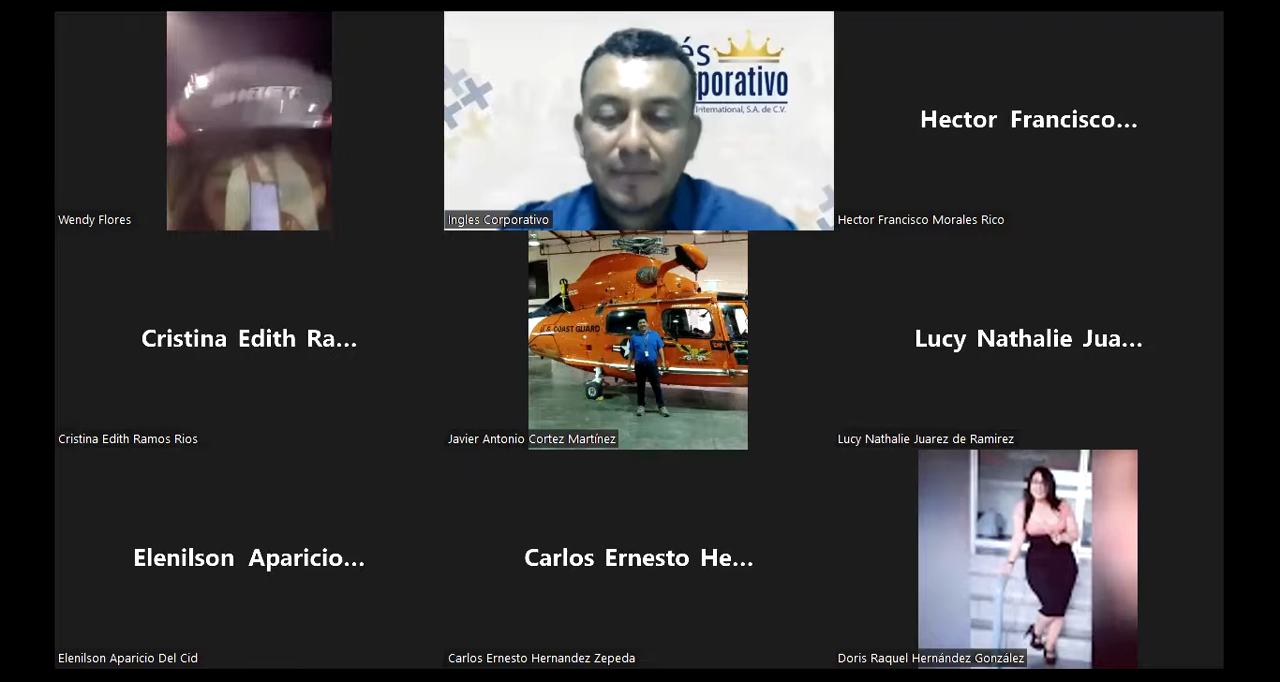 és
porativo
International, S.A. de C.V.
Hector Francisco...
Wendy Flores
Ingles Corporativo
Hector Francisco Morales Rico
U.S. COAST GUARD
Cristina Edith Ra...
Lucy Nathalie Jua...
Cristina Edith Ramos Rios
Javier Antonio Cortez Martínez
Lucy Nathalie Juarez de Ramirez
Elenilson Aparicio...
Carlos Ernesto He...
Elenilson Aparicio Del Cid
Carlos Ernesto Hernandez Zepeda
Doris Raquel Hernández González